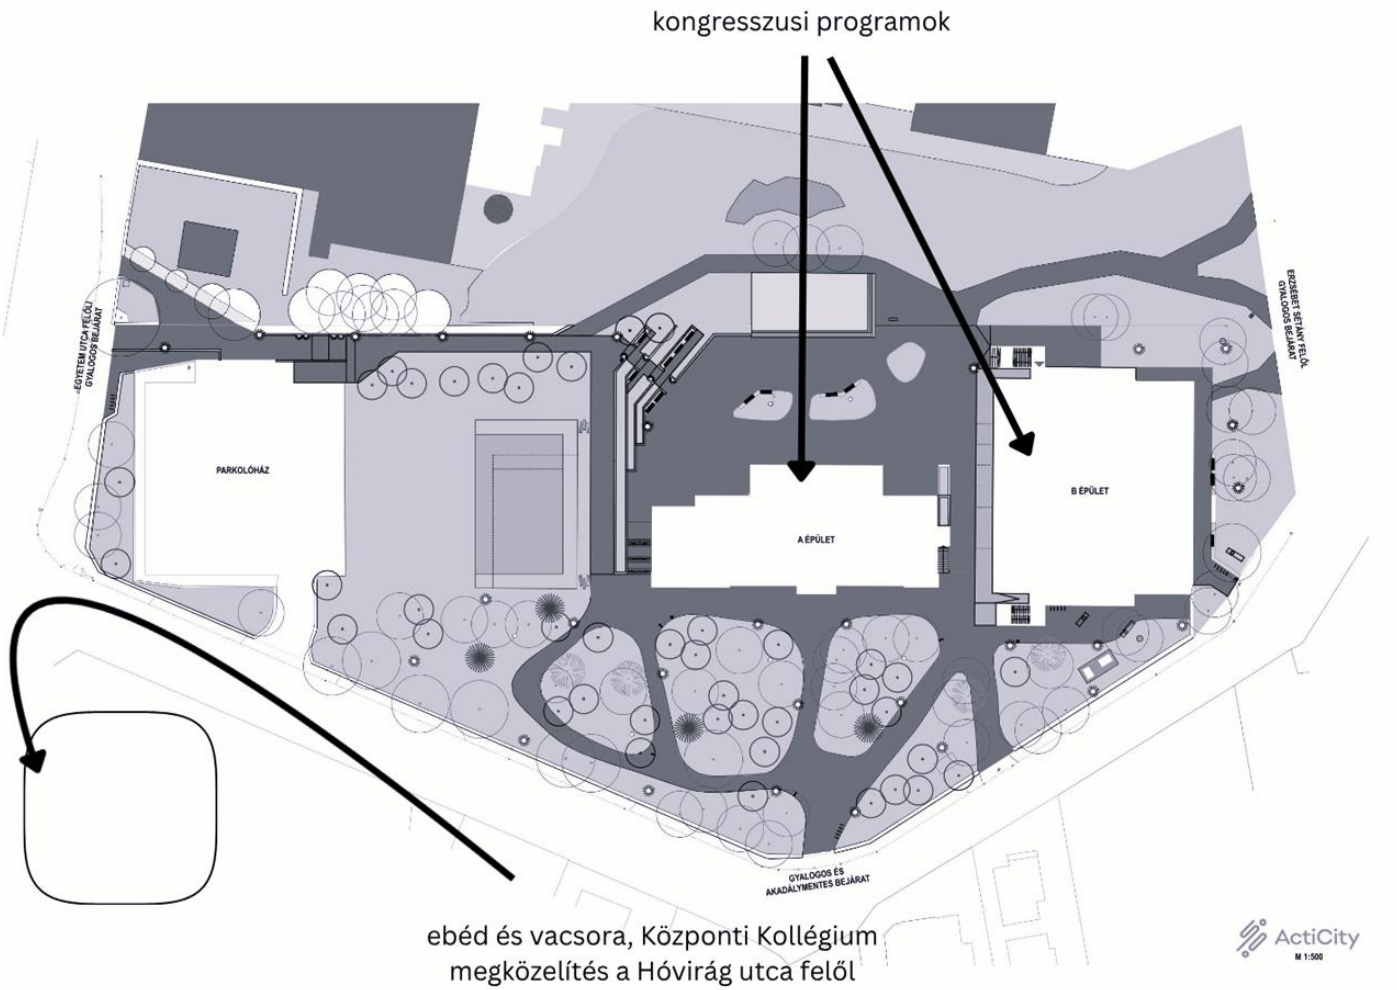 kongresszusi programok
EGYETEM UTCA FELŐLI
GYALOGOS BEJÁRAT
ERZSÉBET SÉTÁNY FELŐL
GYALOGOS BEJÁRAT
PARKOLÓHÁZ
A ÉPÜLET
B ÉPÜLET
GYALOGOS ÉS
AKADÁLYMENTES BEJÁRAT
ebéd és vacsora, Központi Kollégium
megközelítés a Hóvirág utca felől
ActiCity
M 1:500